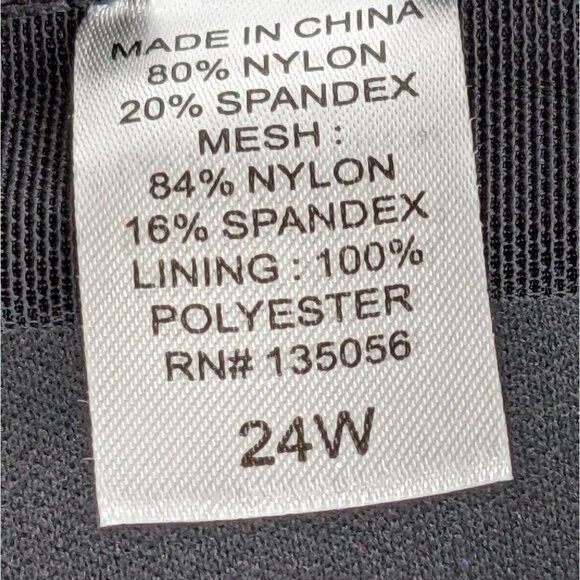 MADE IN CHINA
80% NYLON
20% SPANDEX
MESH :
84% NYLON
16% SPANDEX
LINING : 100%
POLYESTER
RN# 135056
24W